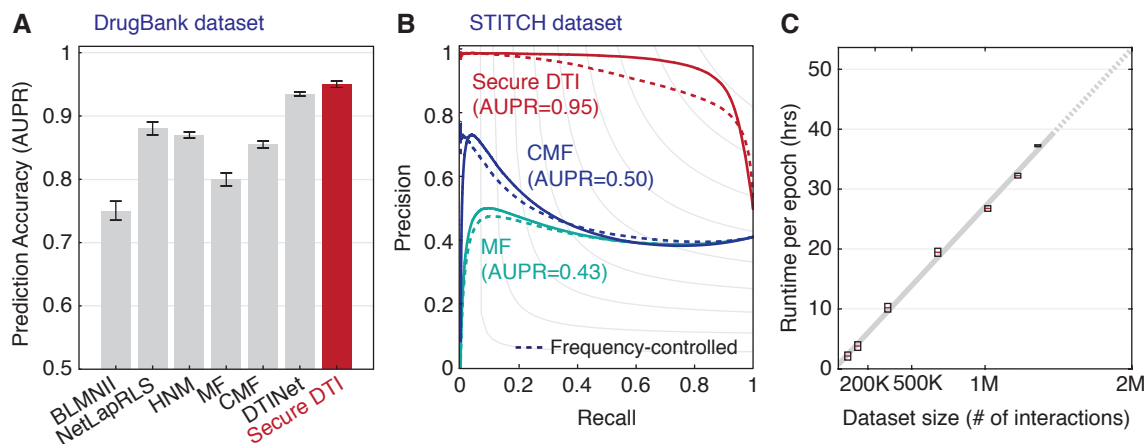 A
DrugBank dataset
Prediction Accuracy (AUPR)
1
0.9
0.8
0.7
0.6
0.5
BLMNII
NetLapRLS
HNM
MF
CMF
DTINet
Secure DTI
B
STITCH dataset
Precision
1
0.8
0.6
0.4
0.2
0
Secure DTI
(AUPR=0.95)
CMF
(AUPR=0.50)
MF
(AUPR=0.43)
Frequency-controlled
0
0.2
0.4
0.6
0.8
1
Recall
C
Runtime per epoch (hrs)
50
40
30
20
10
0
200K
500K
1M
2M
Dataset size (# of interactions)